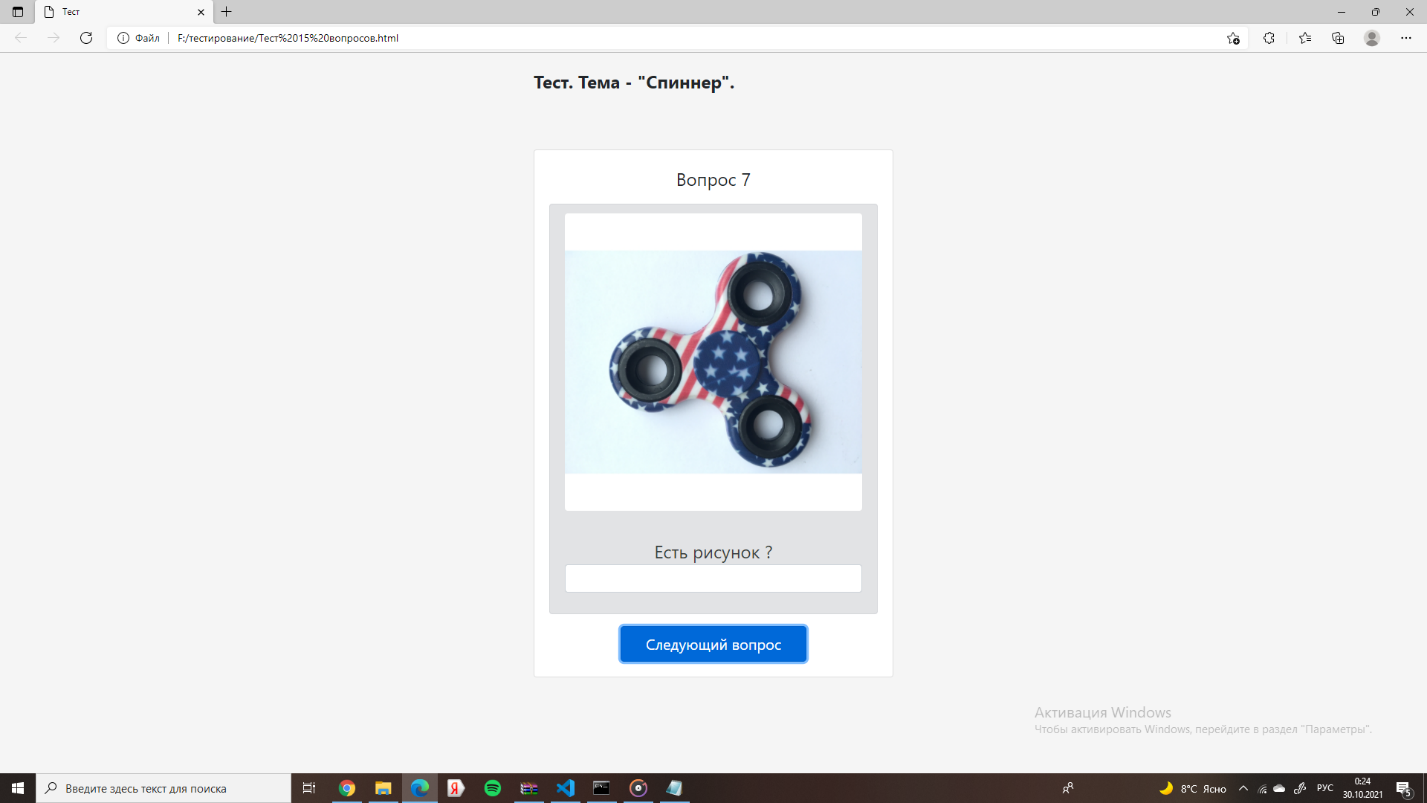 Тест
Файл
F:/тестирование/Тест%2015%20вопросов.html
Тест. Тема - "Спиннер".
Вопрос 7
Есть рисунок ?
Следующий вопрос
Активация Windows
Чтобы активировать Windows, перейдите в раздел "Параметры".
Введите здесь текст для поиска
8°C Ясно
РУС
0:24
30.10.2021
5